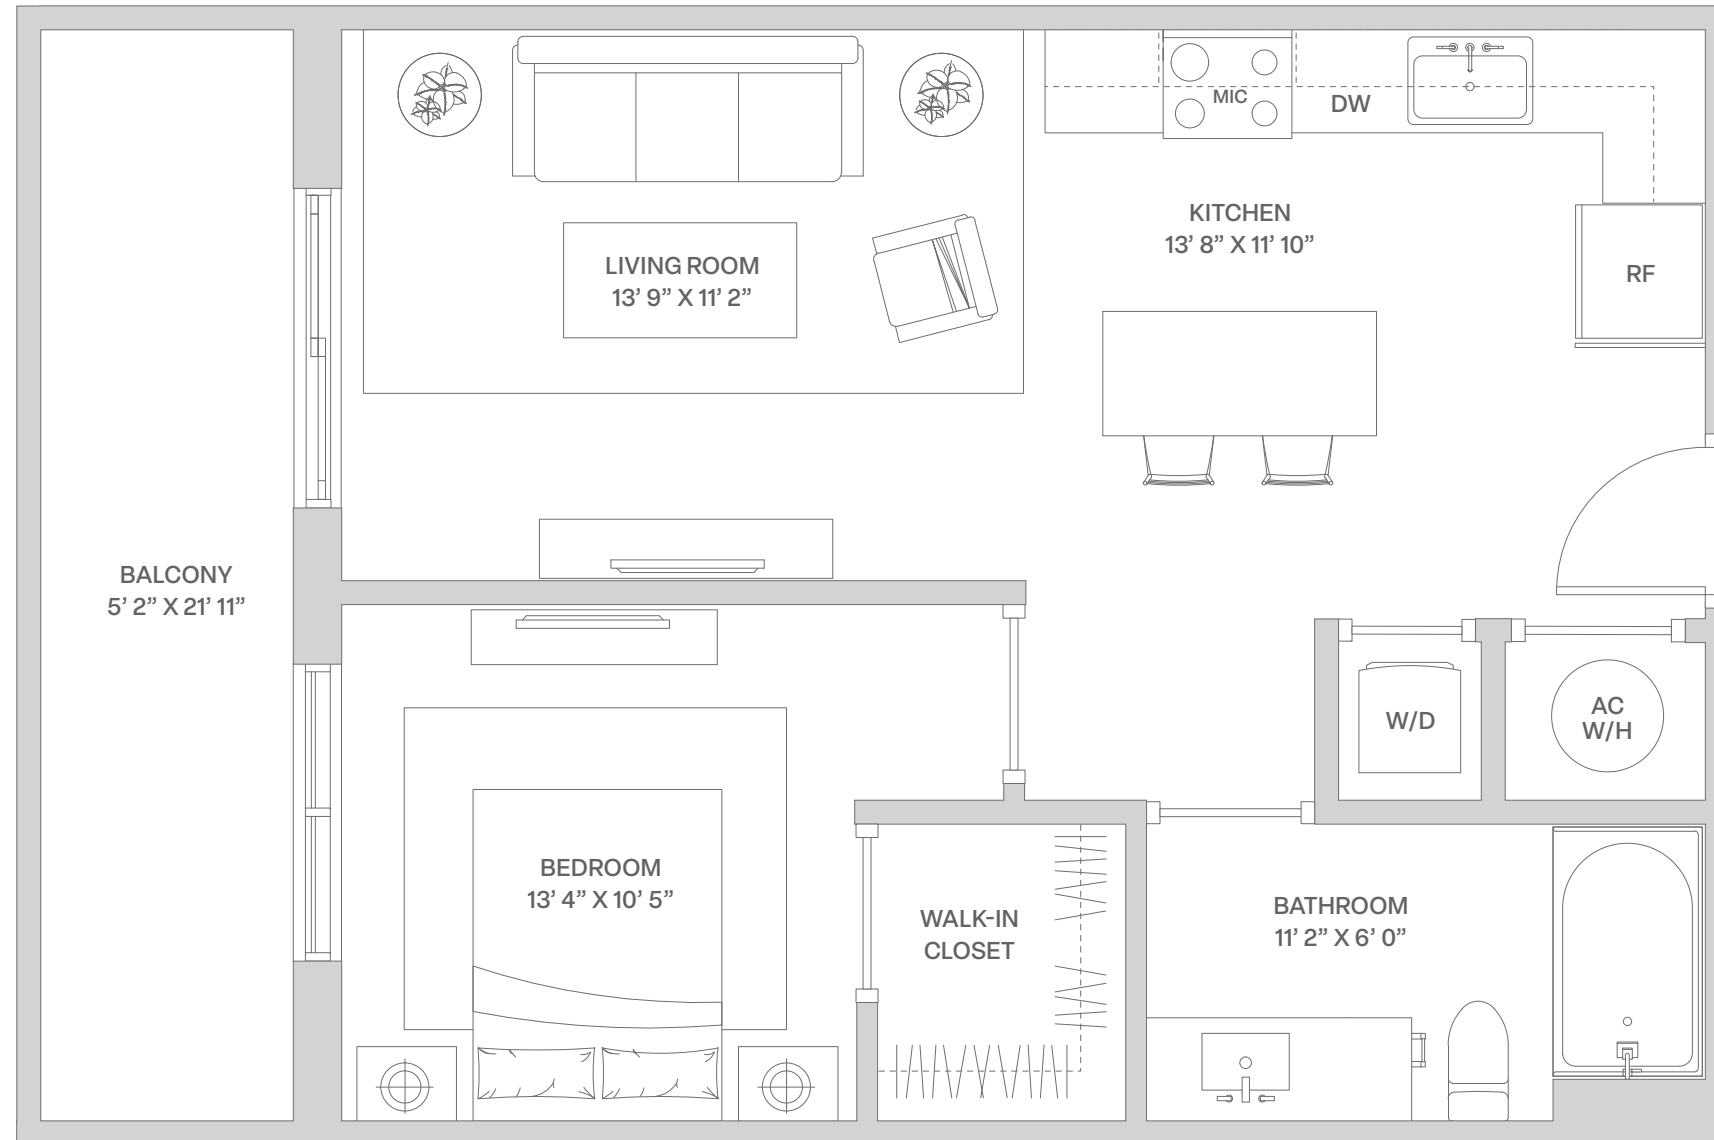 MIC
DW
KITCHEN
13’ 8” X 11’ 10”
LIVING ROOM
13’ 9” X 11’ 2”
RF
BALCONY
5’ 2” X 21’ 11”
W/D
AC
W/H
BEDROOM
13’ 4” X 10’ 5”
WALK-IN
CLOSET
BATHROOM
11’ 2” X 6’ 0”